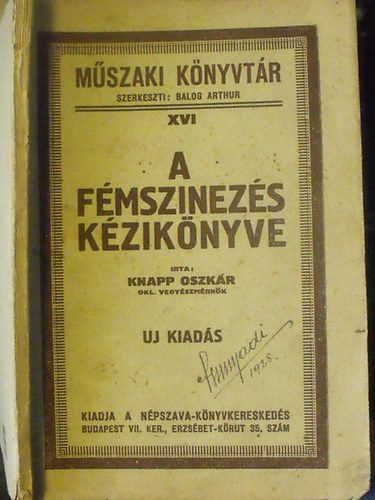 MŰSZAKI KÖNYVTÁR
SZERKESZTI: BALOG ARTHUR
XVI
A
FÉMSZINEZÉS
KÉZIKÖNYVE
IRTA:
KNAPP OSZKÁR
OKL. VEGYÉSZMÉRNÖK
UJ KIADÁS
1928.
KIADJA A NÉPSZAVA-KÖNYVKERESKEDÉS
BUDAPEST VII. KER., ERZSÉBET-KÖRUT 35. SZÁM